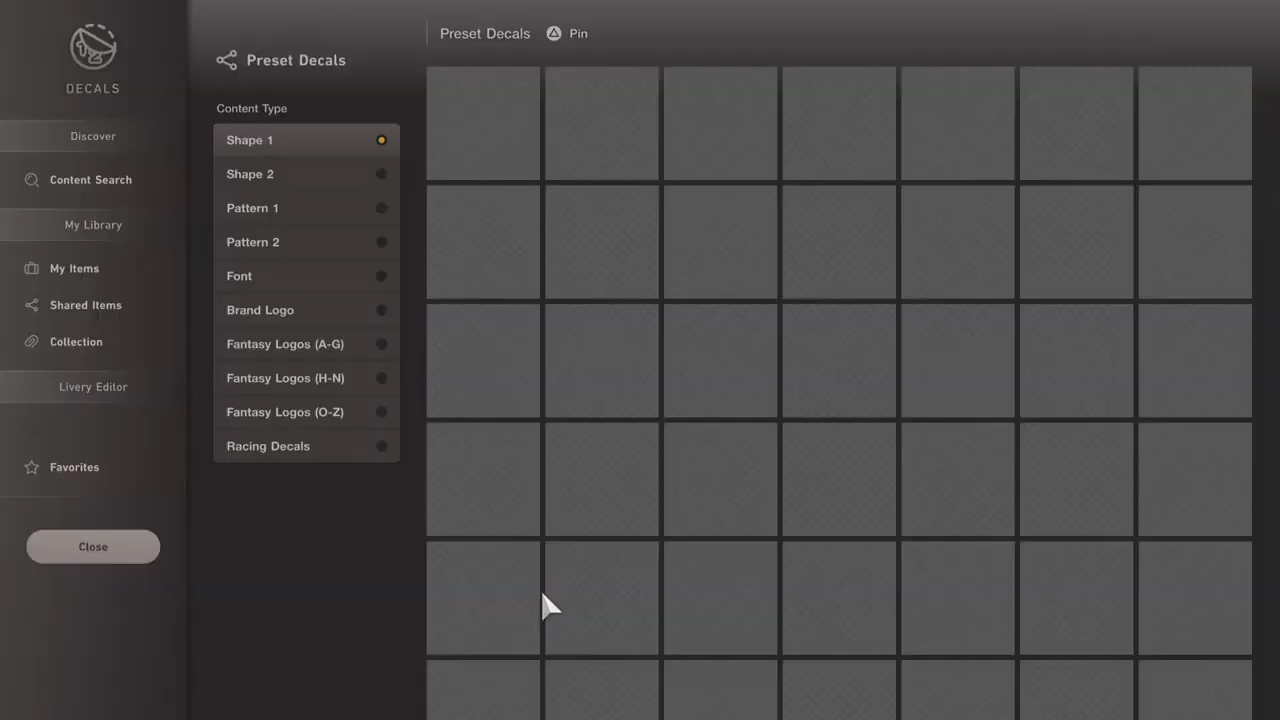 DECALS
Discover
Content Search
My Library
My Items
Shared Items
Collection
Livery Editor
Favorites
Close
Preset Decals
Content Type
Shape 1
Shape 2
Pattern 1
Pattern 2
Font
Brand Logo
Fantasy Logos (A-G)
Fantasy Logos (H-N)
Fantasy Logos (O-Z)
Racing Decals
Preset Decals Pin